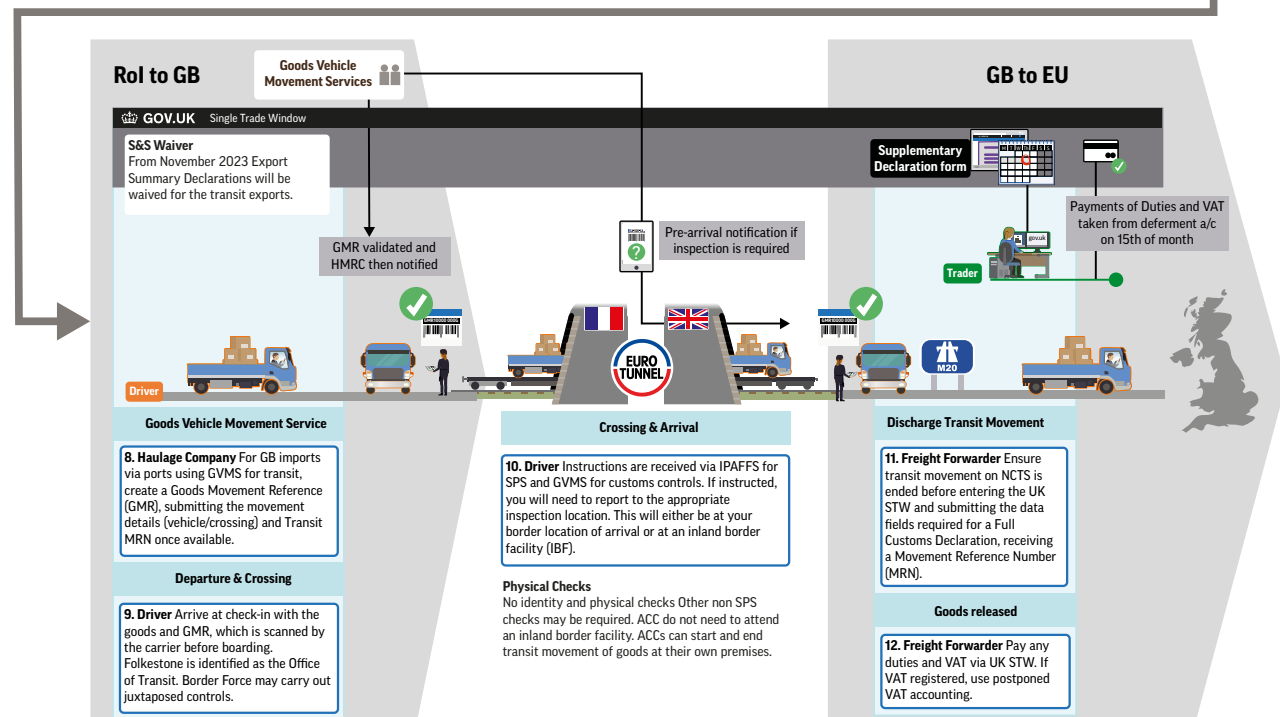 RoI to GB
Goods Vehicle
Movement Services
GB to EU
GOV.UK Single Trade Window
S&S Waiver
From November 2023 Export
Summary Declarations will be
waived for the transit exports.
Supplementary
Declaration form
M T W Th F S S
GMR validated and
HMRC then notified
Pre-arrival notification if
inspection is required
?
Payments of Duties and VAT
taken from deferment a/c
on 15th of month
gov.uk
Trader
EURO
TUNNEL
M20
Driver
Goods Vehicle Movement Service
8. Haulage Company For GB imports
via ports using GVMS for transit,
create a Goods Movement Reference
(GMR), submitting the movement
details (vehicle/crossing) and Transit
MRN once available.
Departure & Crossing
9. Driver Arrive at check-in with the
goods and GMR, which is scanned by
the carrier before boarding.
Folkestone is identified as the Office
of Transit. Border Force may carry out
juxtaposed controls.
Crossing & Arrival
10. Driver Instructions are received via IPAFFS for
SPS and GVMS for customs controls. If instructed,
you will need to report to the appropriate
inspection location. This will either be at your
border location of arrival or at an inland border
facility (IBF).
Physical Checks
No identity and physical checks Other non SPS
checks may be required. ACC do not need to attend
an inland border facility. ACCs can start and end
transit movement of goods at their own premises.
Discharge Transit Movement
11. Freight Forwarder Ensure
transit movement on NCTS is
ended before entering the UK
STW and submitting the data
fields required for a Full
Customs Declaration, receiving
a Movement Reference Number
(MRN).
Goods released
12. Freight Forwarder Pay any
duties and VAT via UK STW. If
VAT registered, use postponed
VAT accounting.